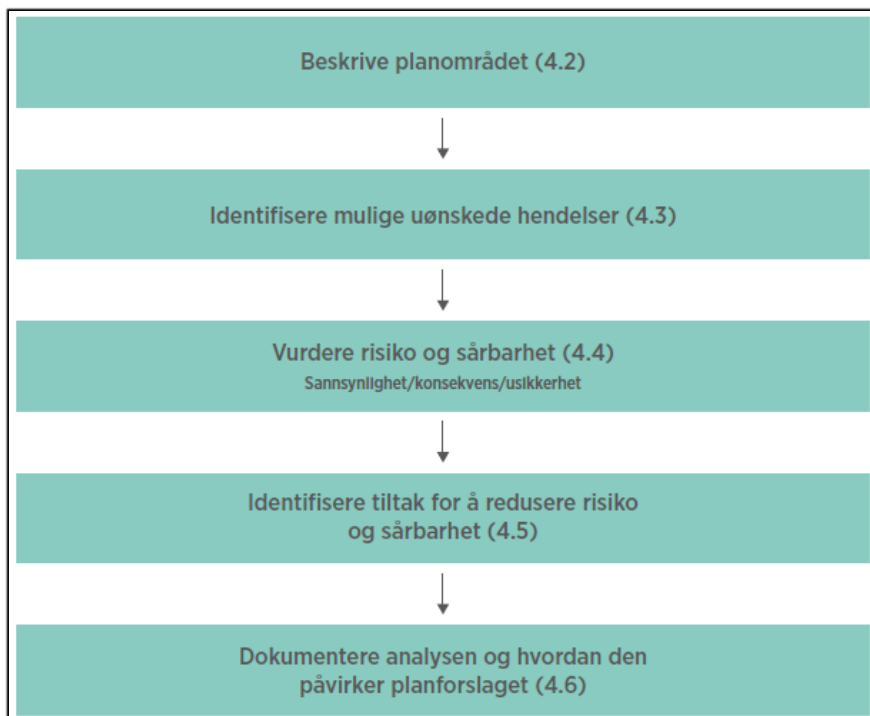 Beskrive planområdet (4.2)
Identifisere mulige uønskede hendelser (4.3)
Vurdere risiko og sårbarhet (4.4)
Sannsynlighet/konsekvens/usikkerhet
Identifisere tiltak for å redusere risiko
og sårbarhet (4.5)
Dokumentere analysen og hvordan den
påvirker planforslaget (4.6)